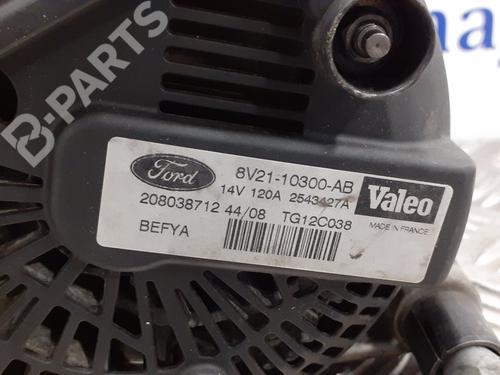 B-PARTS
Ford
8V21-10300-AB
14V 120A 2543427A
208038712 44/08 TG12C038
BEFYA
Valeo
MADE IN FRANCE